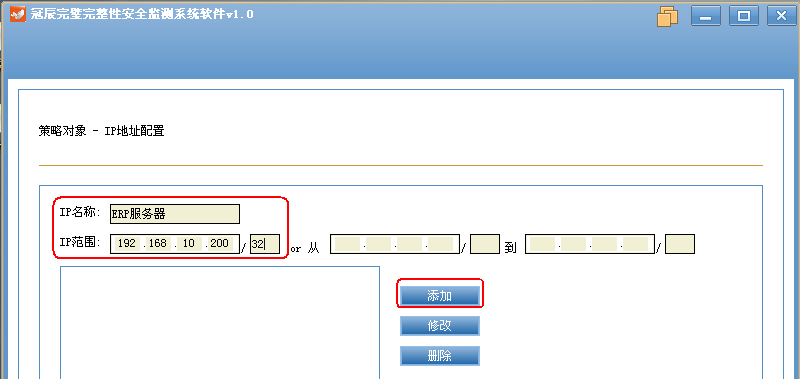 冠辰完璧完整性安全监测系统软件v1.0
策略对象 - IP地址配置
IP名称: ERP服务器
IP范围: 192 .168 . 10 .200 / 32 or 从 . . . / 到 . . . /
添加
修改
删除